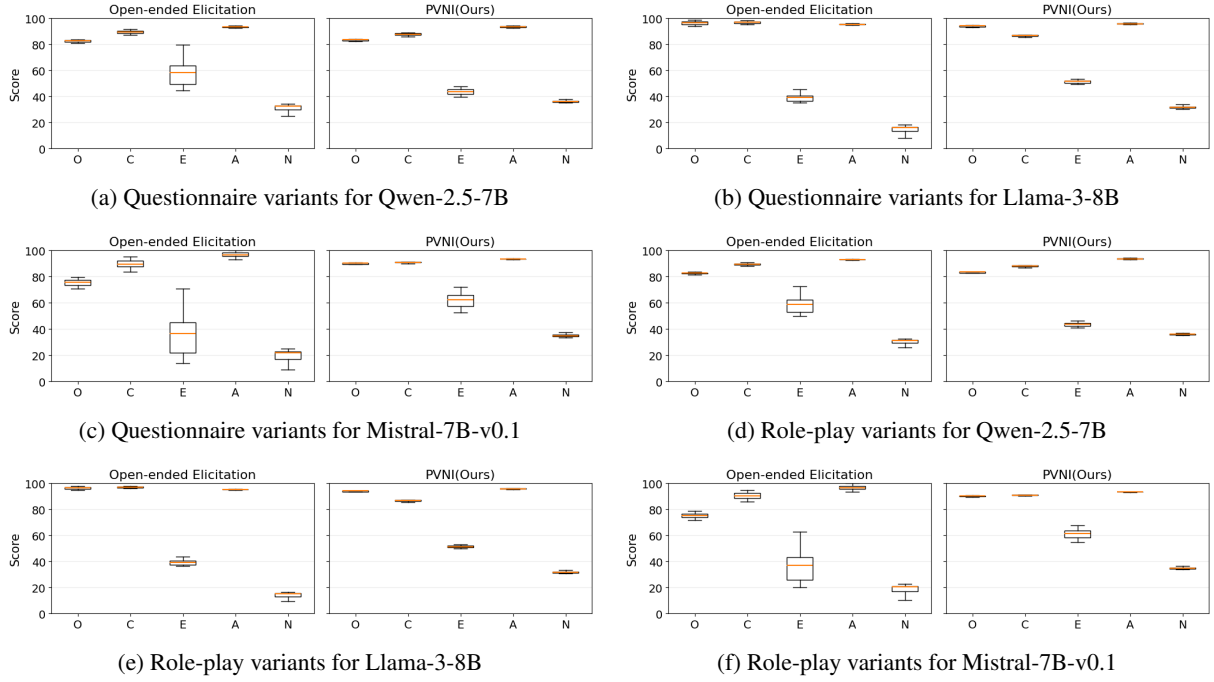 Open-ended Elicitation
PVNI(Ours)
Score
100
80
60
40
20
0
O C E A N
O C E A N
(a) Questionnaire variants for Qwen-2.5-7B
Open-ended Elicitation
PVNI(Ours)
Score
100
80
60
40
20
0
O C E A N
O C E A N
(b) Questionnaire variants for Llama-3-8B
Open-ended Elicitation
PVNI(Ours)
Score
100
80
60
40
20
0
O C E A N
O C E A N
(c) Questionnaire variants for Mistral-7B-v0.1
Open-ended Elicitation
PVNI(Ours)
Score
100
80
60
40
20
0
O C E A N
O C E A N
(d) Role-play variants for Qwen-2.5-7B
Open-ended Elicitation
PVNI(Ours)
Score
100
80
60
40
20
0
O C E A N
O C E A N
(e) Role-play variants for Llama-3-8B
Open-ended Elicitation
PVNI(Ours)
Score
100
80
60
40
20
0
O C E A N
O C E A N
(f) Role-play variants for Mistral-7B-v0.1